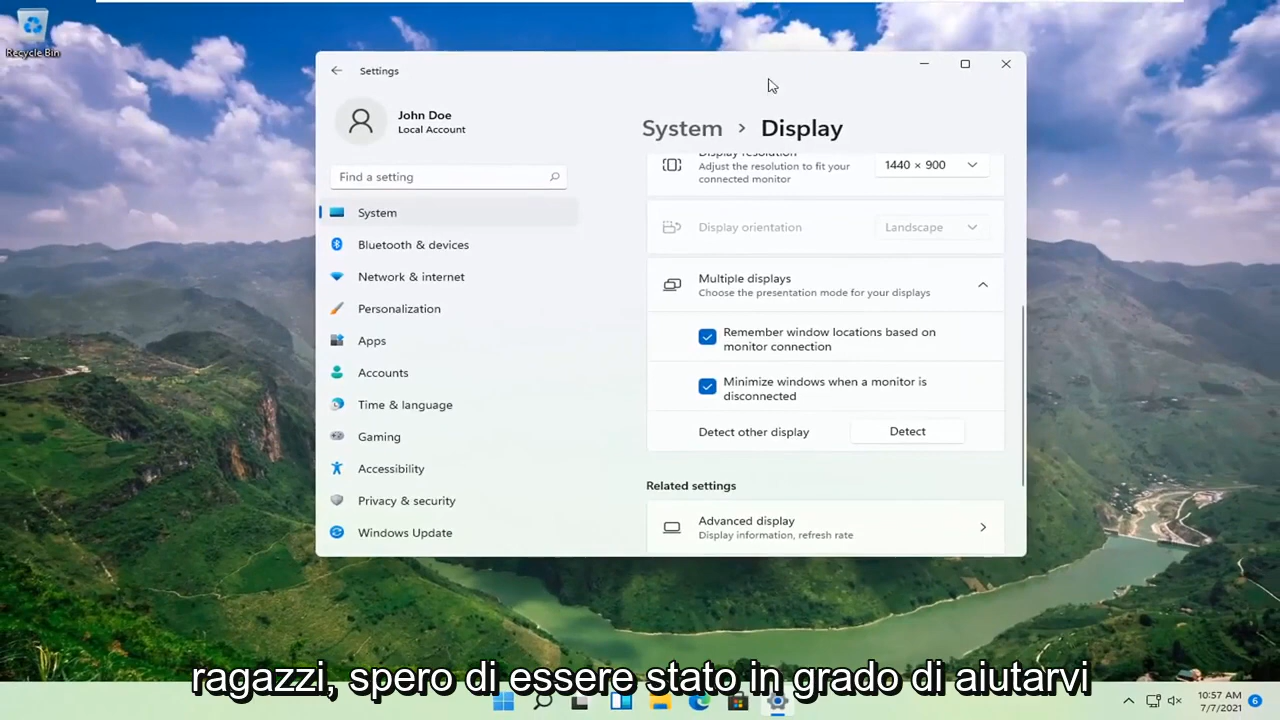 Recycle Bin
Settings
John Doe
Local Account
Find a setting
System
Bluetooth & devices
Network & internet
Personalization
Apps
Accounts
Time & language
Gaming
Accessibility
Privacy & security
Windows Update
System > Display
Display resolution
Adjust the resolution to fit your
connected monitor
1440 × 900
Display orientation
Landscape
Multiple displays
Choose the presentation mode for your displays
Remember window locations based on
monitor connection
Minimize windows when a monitor is
disconnected
Detect other display
Detect
Related settings
Advanced display
Display information, refresh rate
ragazzi, spero di essere stato in grado di aiutarvi
10:57 AM
7/7/2021
6